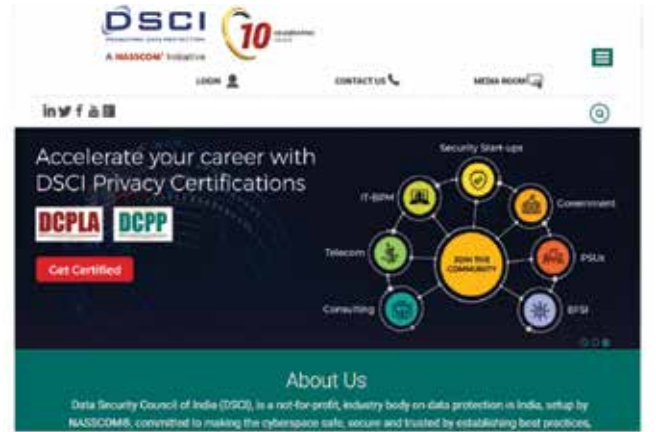 DSCI
PROMOTING DATA PROTECTION
10
A NASSCOM® Initiative
LOGIN
CONTACT US
MEDIA ROOM
Accelerate your career with
DSCI Privacy Certifications
DCPLA DCPP
Get Certified
Security Start-ups
IT-BPM
Government
Telecom
JOIN THE
COMMUNITY
PSUs
Consulting
BFSI
About Us
Data Security Council of India (DSCI), is a not-for-profit, industry body on data protection in India, setup by
NASSCOM®, committed to making the cyberspace safe, secure and trusted by establishing best practices,